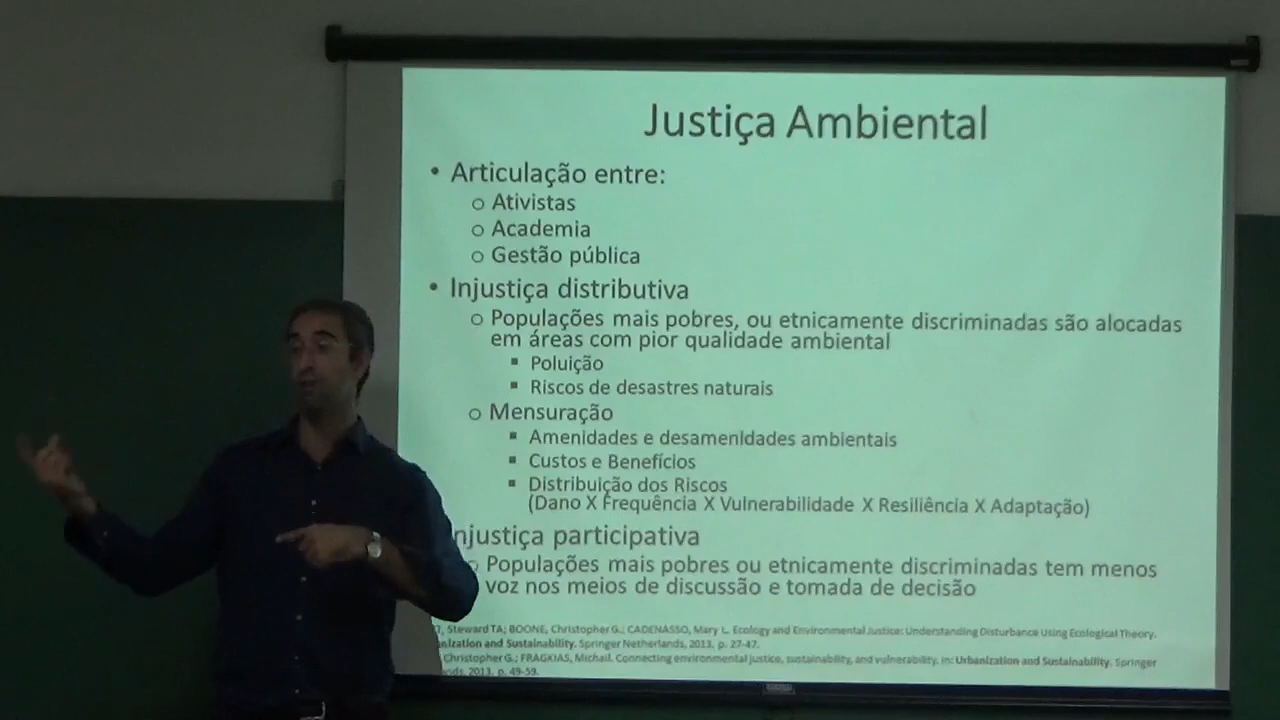 Justiça Ambiental
• Articulação entre:
o Ativistas
o Academia
o Gestão pública
• Injustiça distributiva
o Populações mais pobres, ou etnicamente discriminadas são alocadas
em áreas com pior qualidade ambiental
▪ Poluição
▪ Riscos de desastres naturais
o Mensuração
▪ Amenidades e desamenidades ambientais
▪ Custos e Benefícios
▪ Distribuição dos Riscos
(Dano X Frequência X Vulnerabilidade X Resiliência X Adaptação)
njustiça participativa
o Populações mais pobres ou etnicamente discriminadas tem menos
voz nos meios de discussão e tomada de decisão
Steward TA; BOONE, Christopher G.; CADENASSO, Mary L. Ecology and Environmental Justice: Understanding Disturbance Using Ecological Theory.
anization and Sustainability. Springer Netherlands, 2013. p. 27-47.
Christopher G.; FRAGKIAS, Michail. Connecting environmental justice, sustainability, and vulnerability. In: Urbanization and Sustainability. Springer
ands, 2013. p. 49-59.